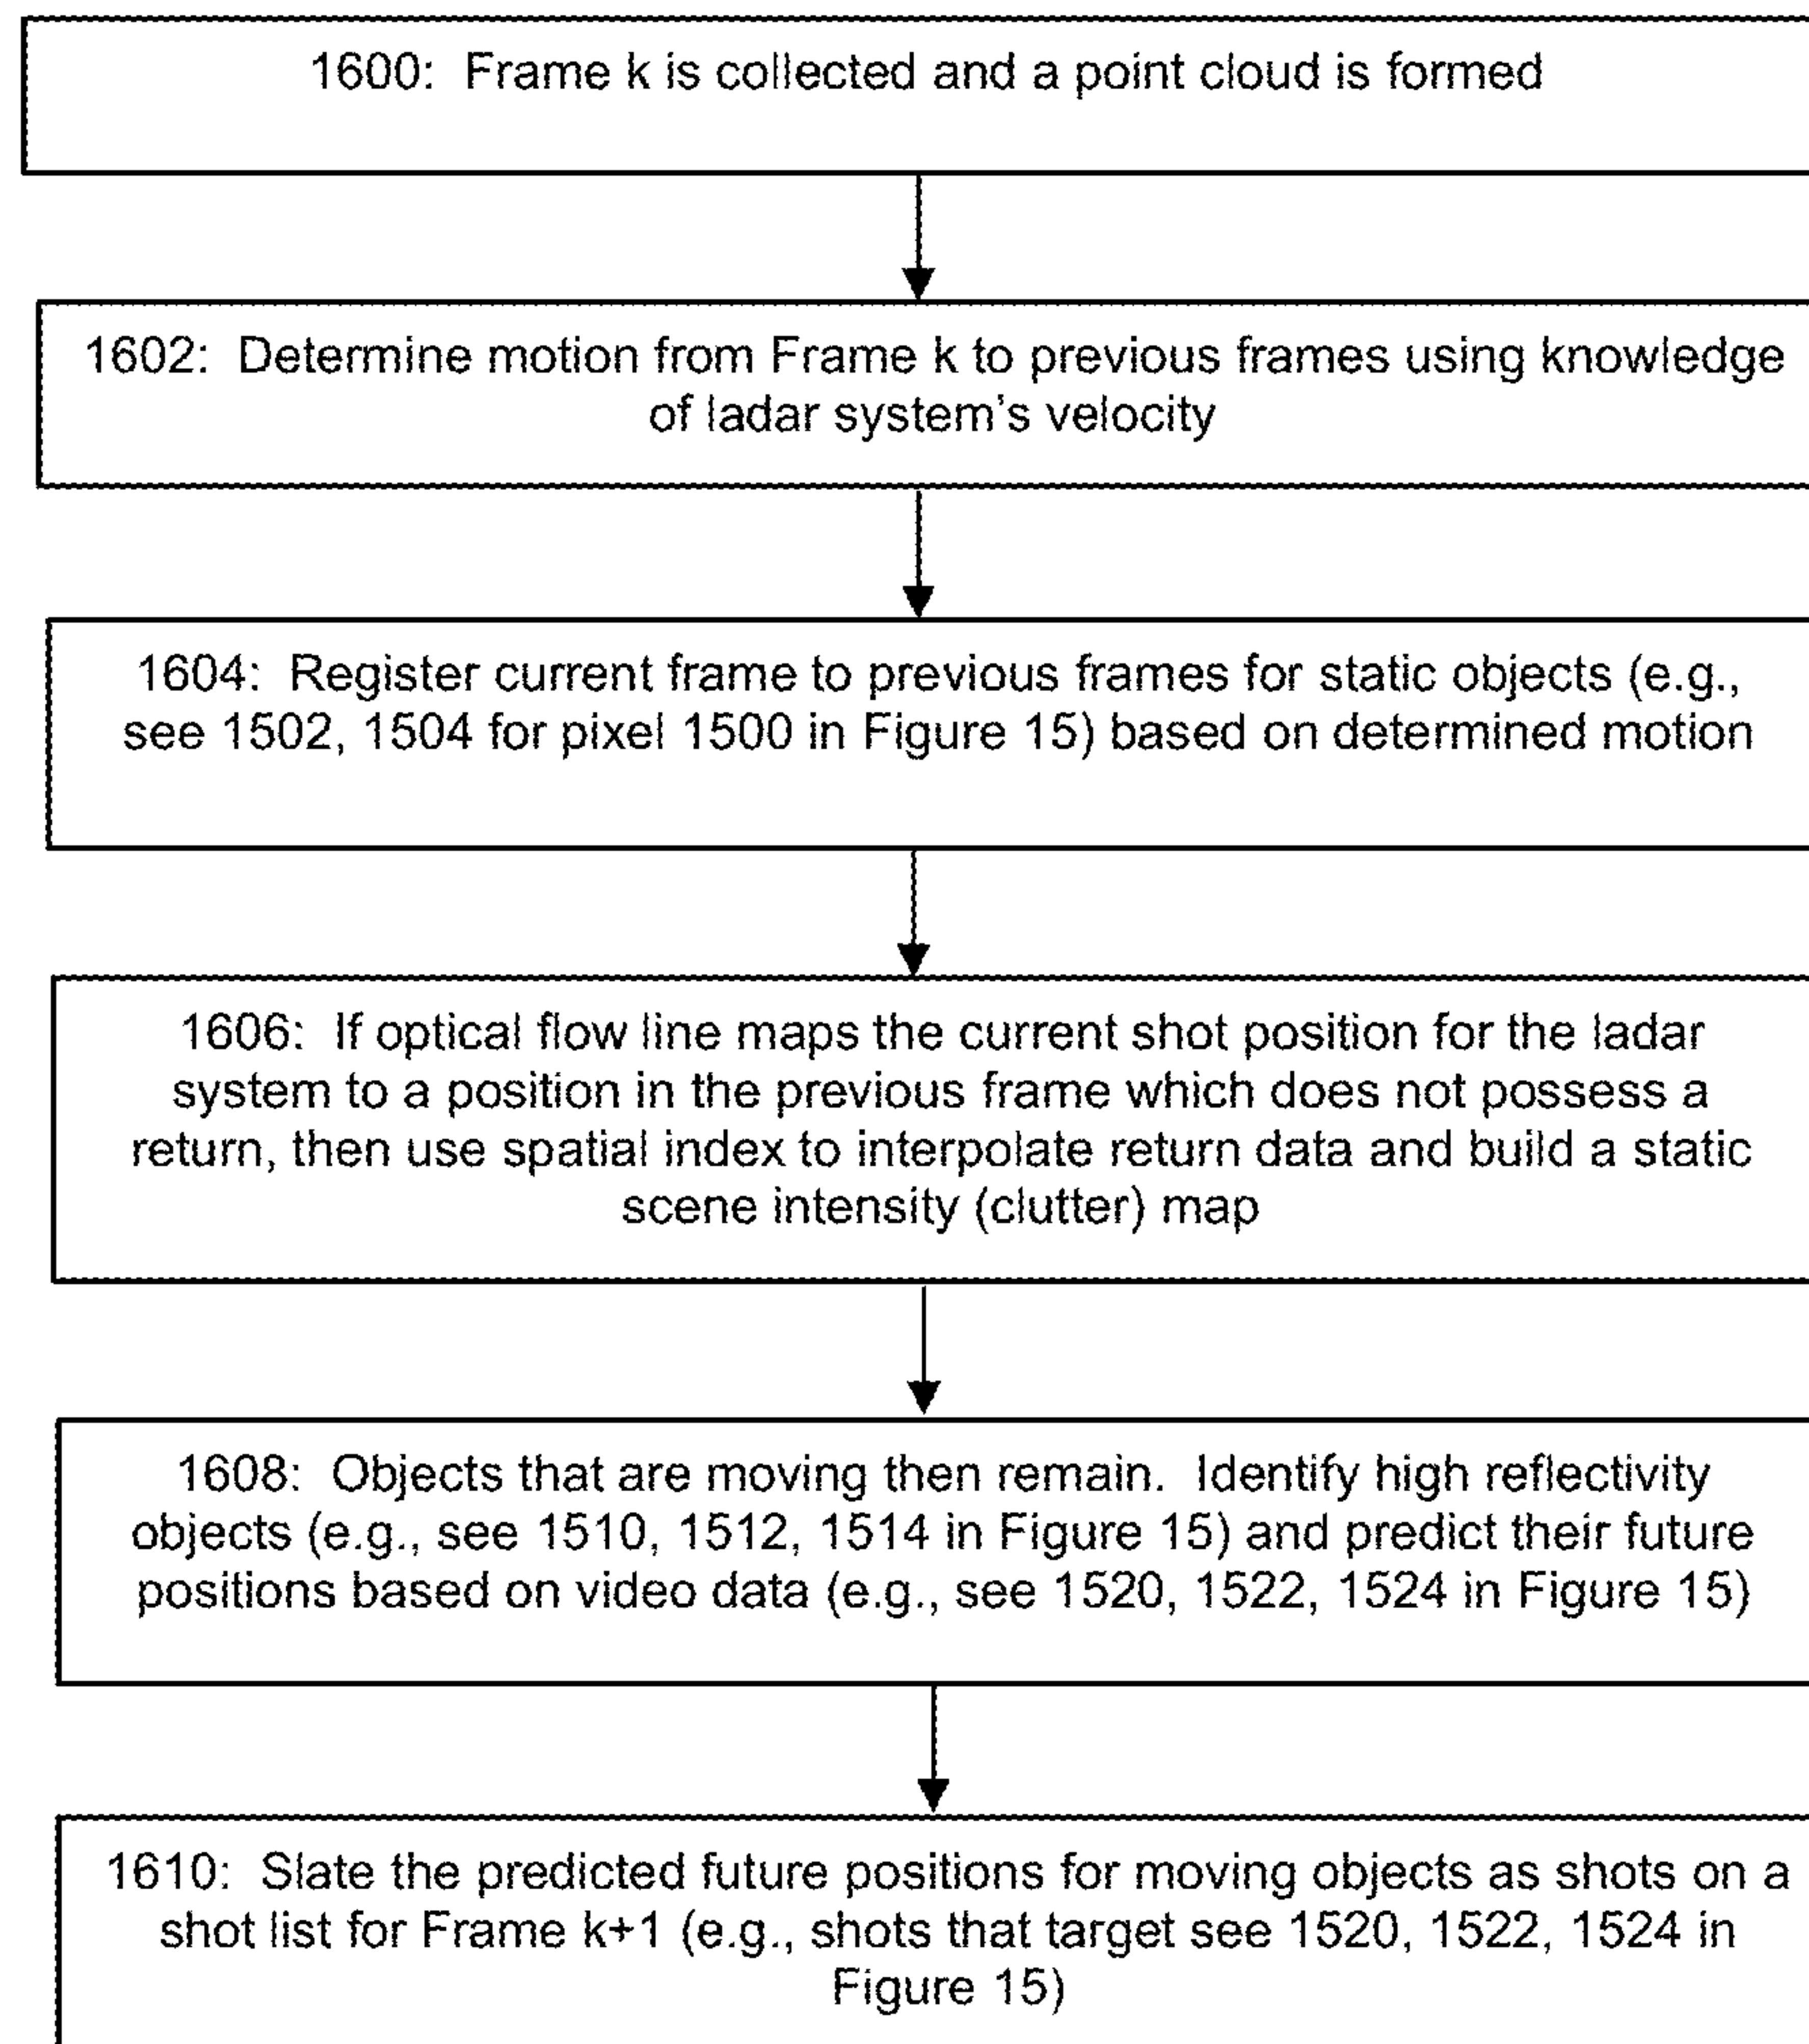 1600: Frame k is collected and a point cloud is formed
1602: Determine motion from Frame k to previous frames using knowledge
of ladar system's velocity
1604: Register current frame to previous frames for static objects (e.g.,
see 1502, 1504 for pixel 1500 in Figure 15) based on determined motion
1606: If optical flow line maps the current shot position for the ladar
system to a position in the previous frame which does not possess a
return, then use spatial index to interpolate return data and build a static
scene intensity (clutter) map
1608: Objects that are moving then remain. Identify high reflectivity
objects (e.g., see 1510, 1512, 1514 in Figure 15) and predict their future
positions based on video data (e.g., see 1520, 1522, 1524 in Figure 15)
1610: Slate the predicted future positions for moving objects as shots on a
shot list for Frame k+1 (e.g., shots that target see 1520, 1522, 1524 in
Figure 15)